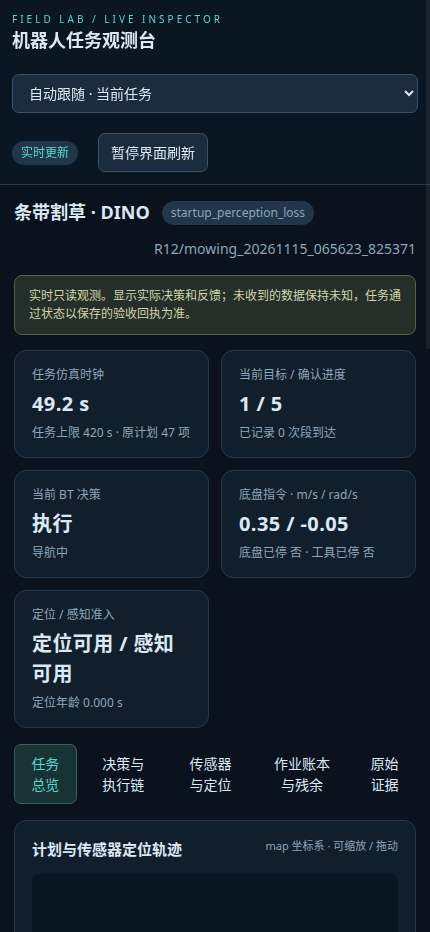 FIELD LAB / LIVE INSPECTOR
机器人任务观测台
自动跟随 · 当前任务
实时更新
暂停界面刷新
条带割草 · DINO
startup_perception_loss
R12/mowing_20261115_065623_825371
实时只读观测。显示实际决策和反馈；未收到的数据保持未知，任务通
过状态以保存的验收回执为准。
任务仿真时钟
49.2 s
任务上限 420 s · 原计划 47 项
当前目标 / 确认进度
1 / 5
已记录 0 次段到达
当前 BT 决策
执行
导航中
底盘指令 · m/s / rad/s
0.35 / -0.05
底盘已停 否 · 工具已停 否
定位 / 感知准入
定位可用 / 感知
可用
定位年龄 0.000 s
任务
总览
决策与
执行链
传感器
与定位
作业账本
与残余
原始
证据
计划与传感器定位轨迹
map 坐标系 · 可缩放 / 拖动